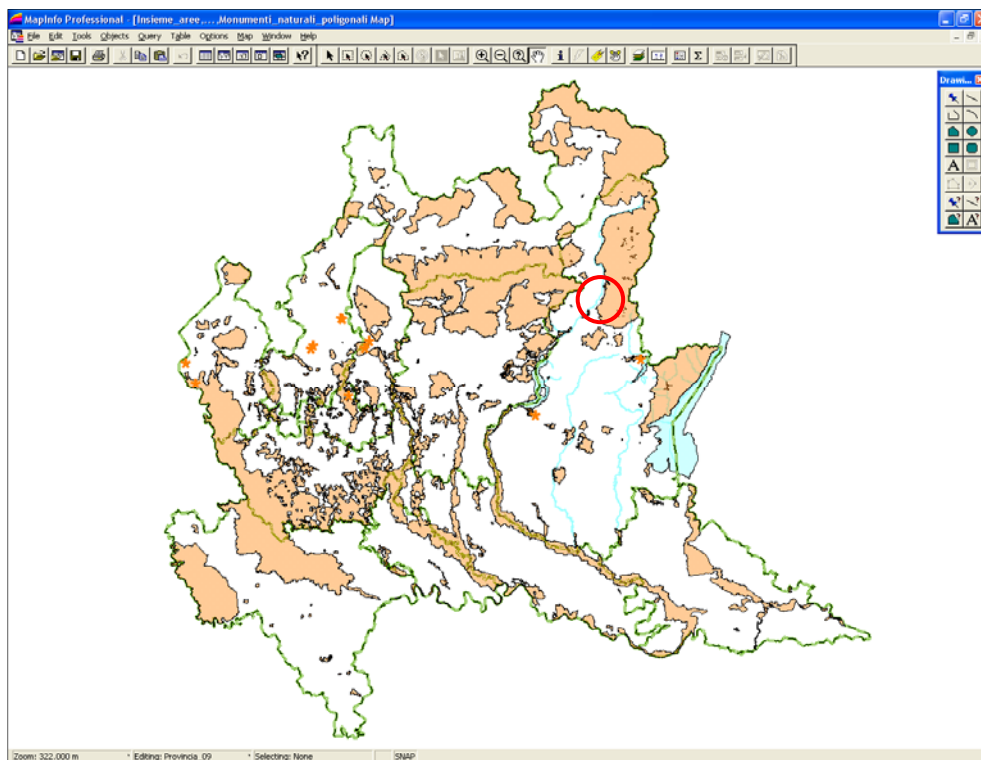 MapInfo Professional - [Insieme_aree,...,Monumenti_naturali_poligonali Map]
File Edit Tools Objects Query Table Options Map Window Help
Drawi...
A
A
Zoom: 322.000 m Editing: Provincia_09 Selecting: None SNAP